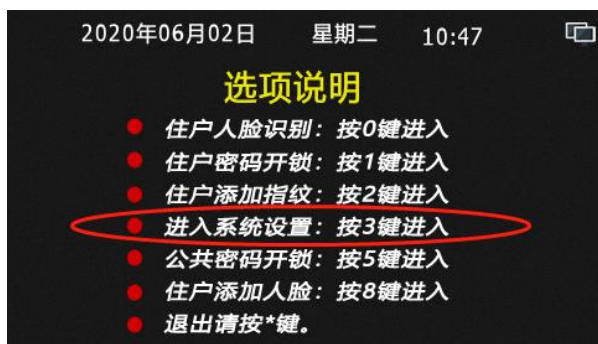 2020年06月02日 星期二 10:47
选项说明
住户人脸识别：按0键进入
住户密码开锁：按1键进入
住户添加指纹：按2键进入
进入系统设置：按3键进入
公共密码开锁：按5键进入
住户添加人脸：按8键进入
退出请按*键。